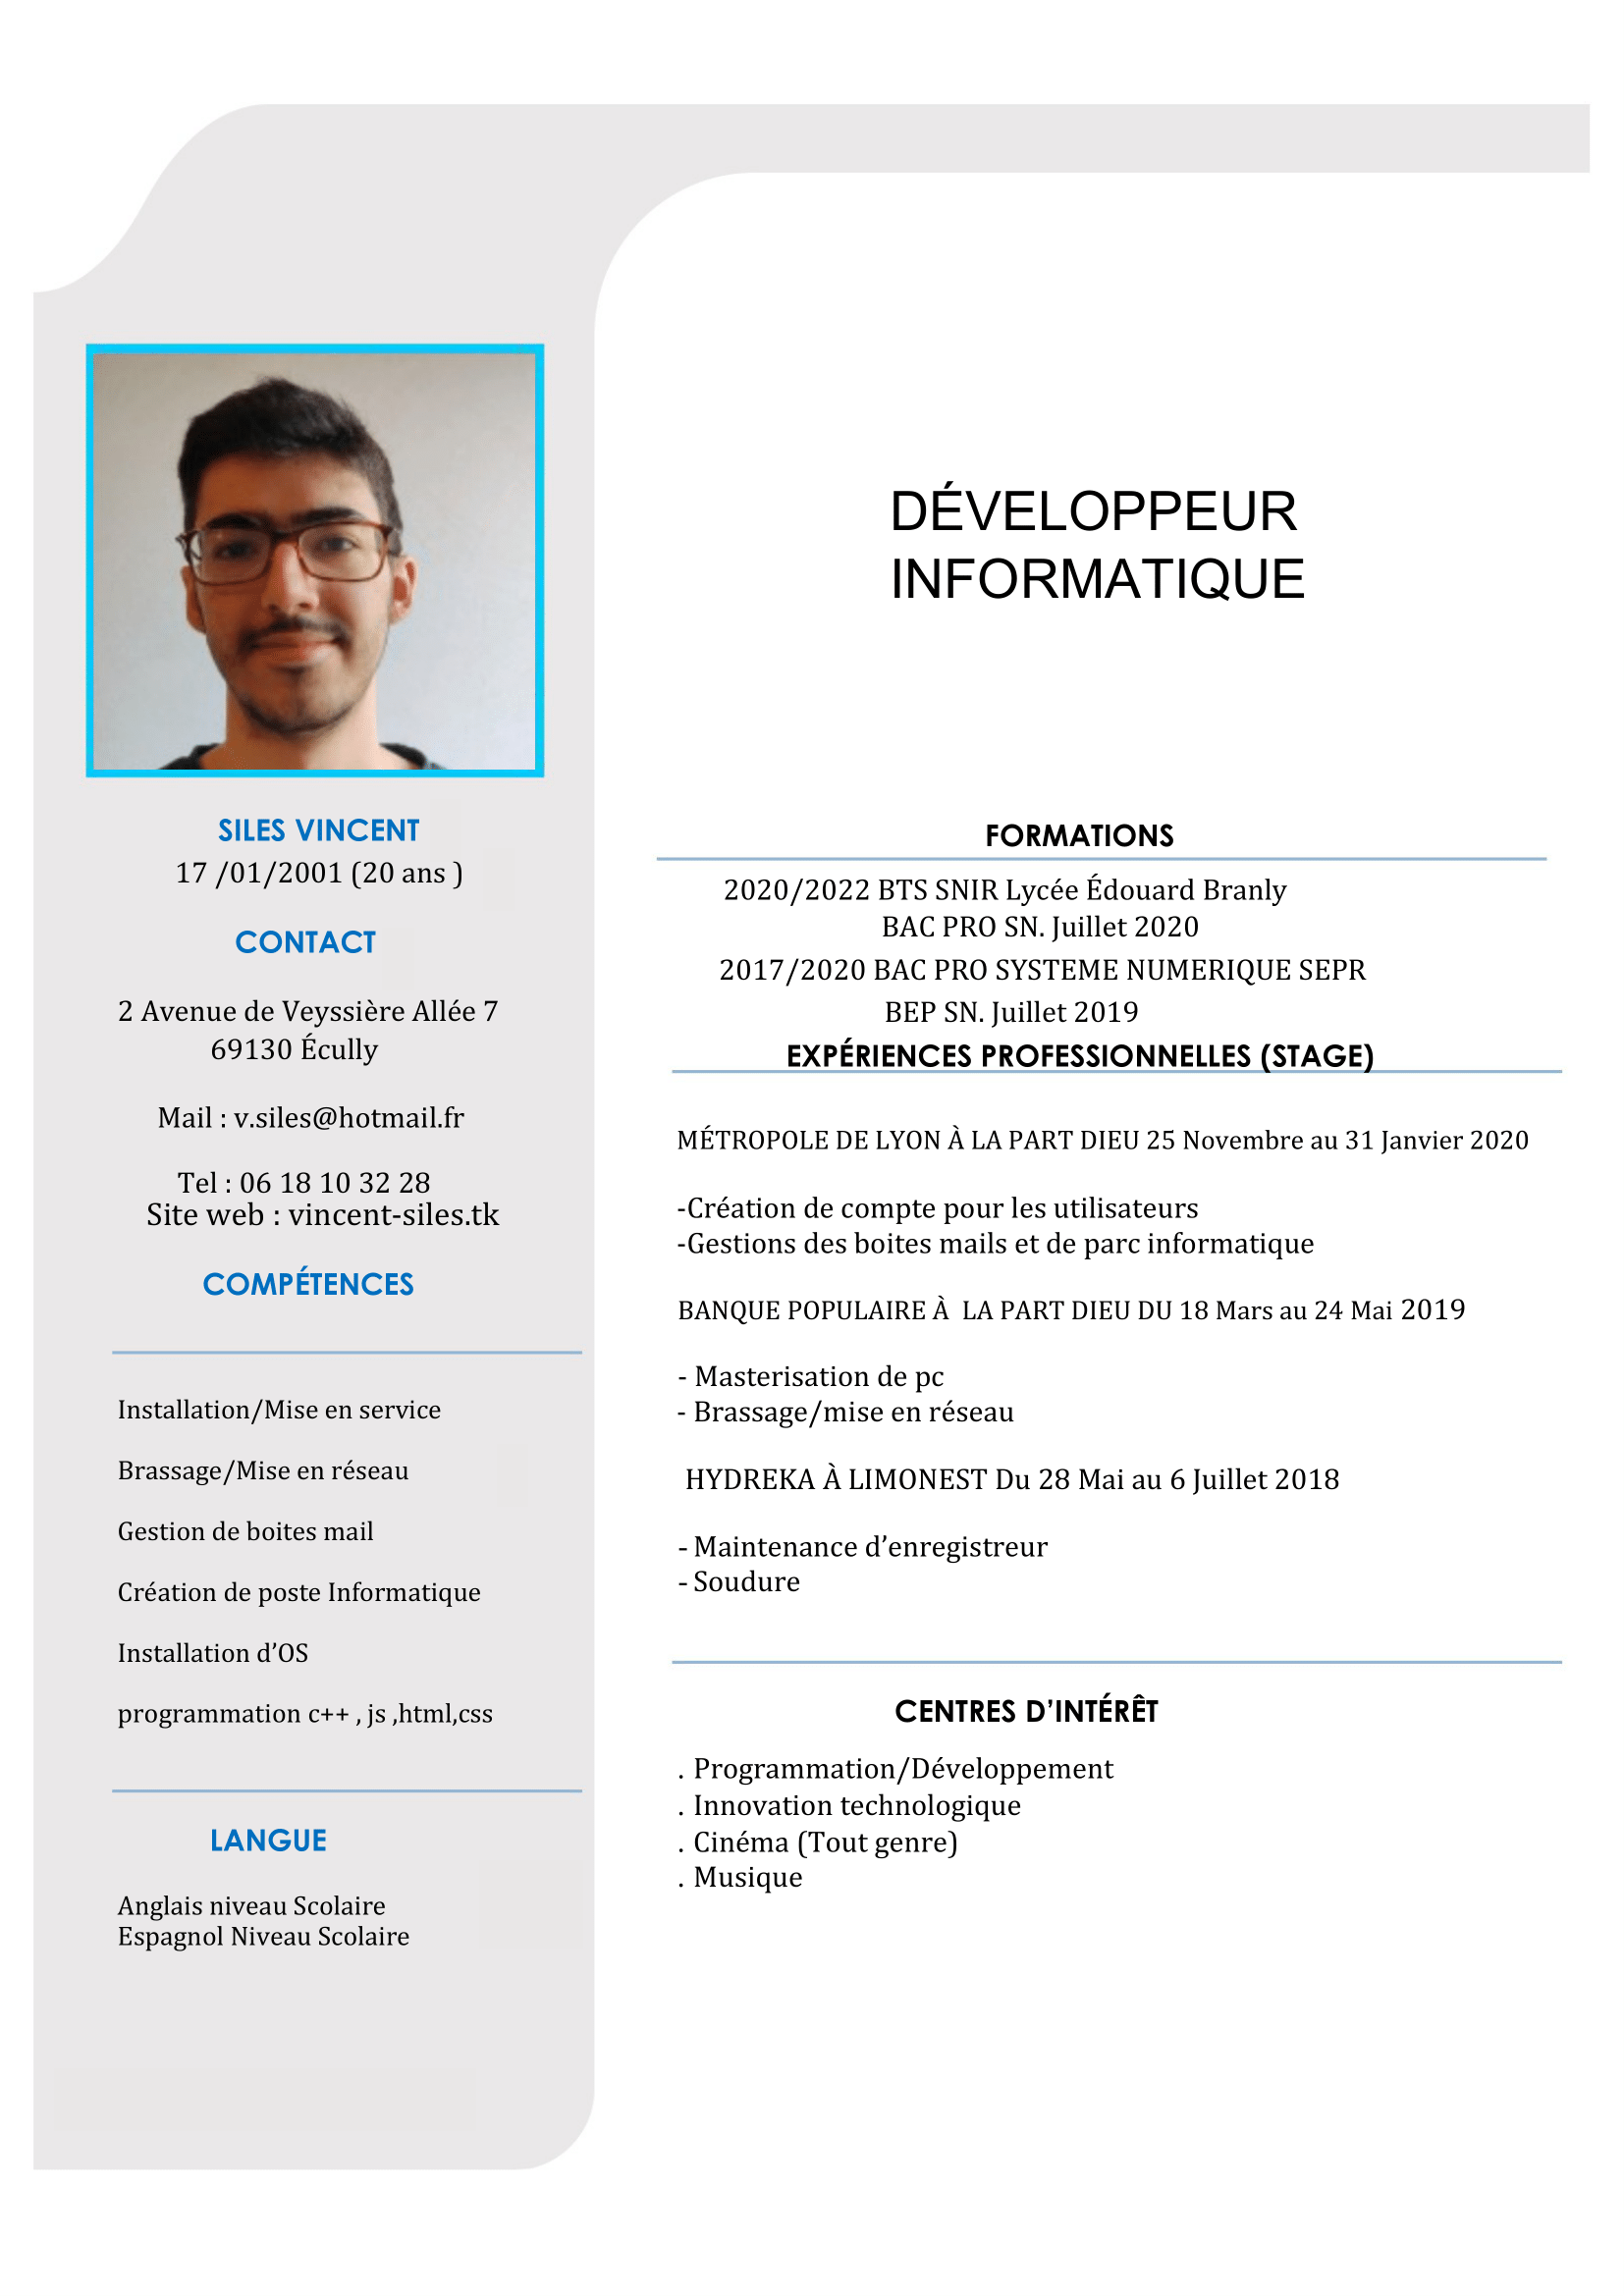 DÉVELOPPEUR
INFORMATIQUE
SILES VINCENT
17 /01/2001 (20 ans )
CONTACT
2 Avenue de Veyssière Allée 7
69130 Écully
Mail : v.siles@hotmail.fr
Tel : 06 18 10 32 28
Site web : vincent-siles.tk
COMPÉTENCES
Installation/Mise en service
Brassage/Mise en réseau
Gestion de boites mail
Création de poste Informatique
Installation d’OS
programmation c++ , js ,html,css
LANGUE
Anglais niveau Scolaire
Espagnol Niveau Scolaire
FORMATIONS
2020/2022 BTS SNIR Lycée Édouard Branly
BAC PRO SN. Juillet 2020
2017/2020 BAC PRO SYSTEME NUMERIQUE SEPR
BEP SN. Juillet 2019
EXPÉRIENCES PROFESSIONNELLES (STAGE)
MÉTROPOLE DE LYON À LA PART DIEU 25 Novembre au 31 Janvier 2020
-Création de compte pour les utilisateurs
-Gestions des boites mails et de parc informatique
BANQUE POPULAIRE À LA PART DIEU DU 18 Mars au 24 Mai 2019
- Masterisation de pc
- Brassage/mise en réseau
HYDREKA À LIMONEST Du 28 Mai au 6 Juillet 2018
- Maintenance d’enregistreur
- Soudure
CENTRES D’INTÉRÊT
. Programmation/Développement
. Innovation technologique
. Cinéma (Tout genre)
. Musique